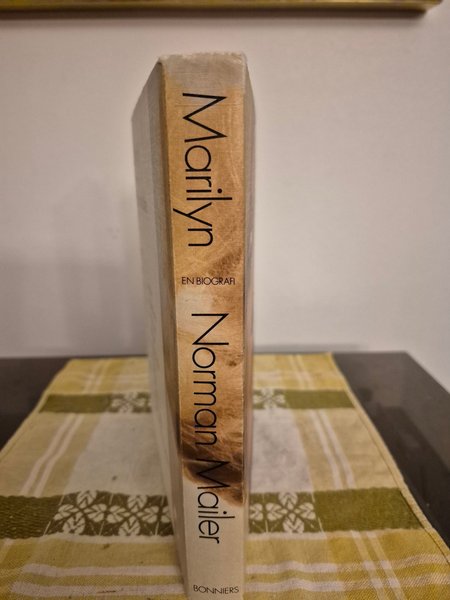 Marilyn
EN BIOGRAFI
Norman Mailer
BONNIERS